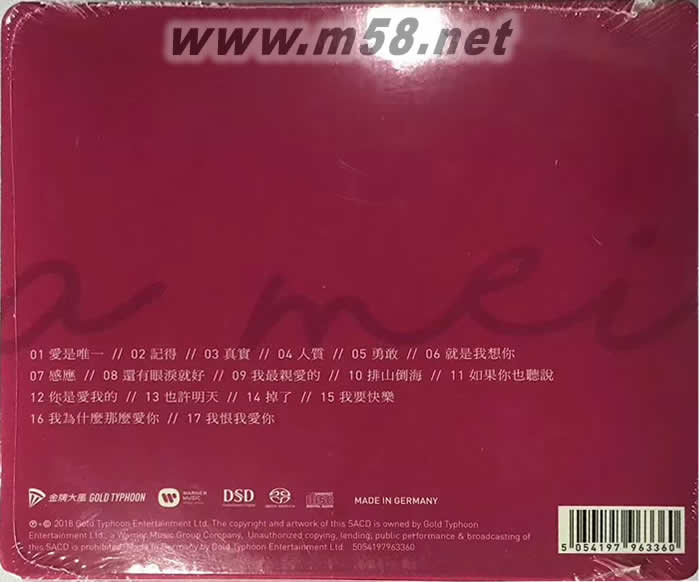 www.m58.net
a mei
01 愛是唯一 // 02 記得 // 03 真實 // 04 人質 // 05 勇敢 // 06 就是我想你
07 感應 // 08 還有眼淚就好 // 09 我最親愛的 // 10 排山倒海 // 11 如果你也聽說
12 你是愛我的 // 13 也許明天 // 14 掉了 // 15 我要快樂
16 我為什麼那麼愛你 // 17 我恨我愛你
金牌大風 GOLD TYPHOON WARNER MUSIC DSD COMPACT disc DIGITAL AUDIO MADE IN GERMANY
℗ • © 2018 Gold Typhoon Entertainment Ltd. The copyright and artwork of this SACD is owned by Gold Typhoon
Entertainment Ltd., a Warner Music Group Company, Unauthorized copying, lending, public performance & broadcasting of
this SACD is prohibited. Made in Germany by Gold Typhoon Entertainment Ltd. 5054197963360
5 054197 963360